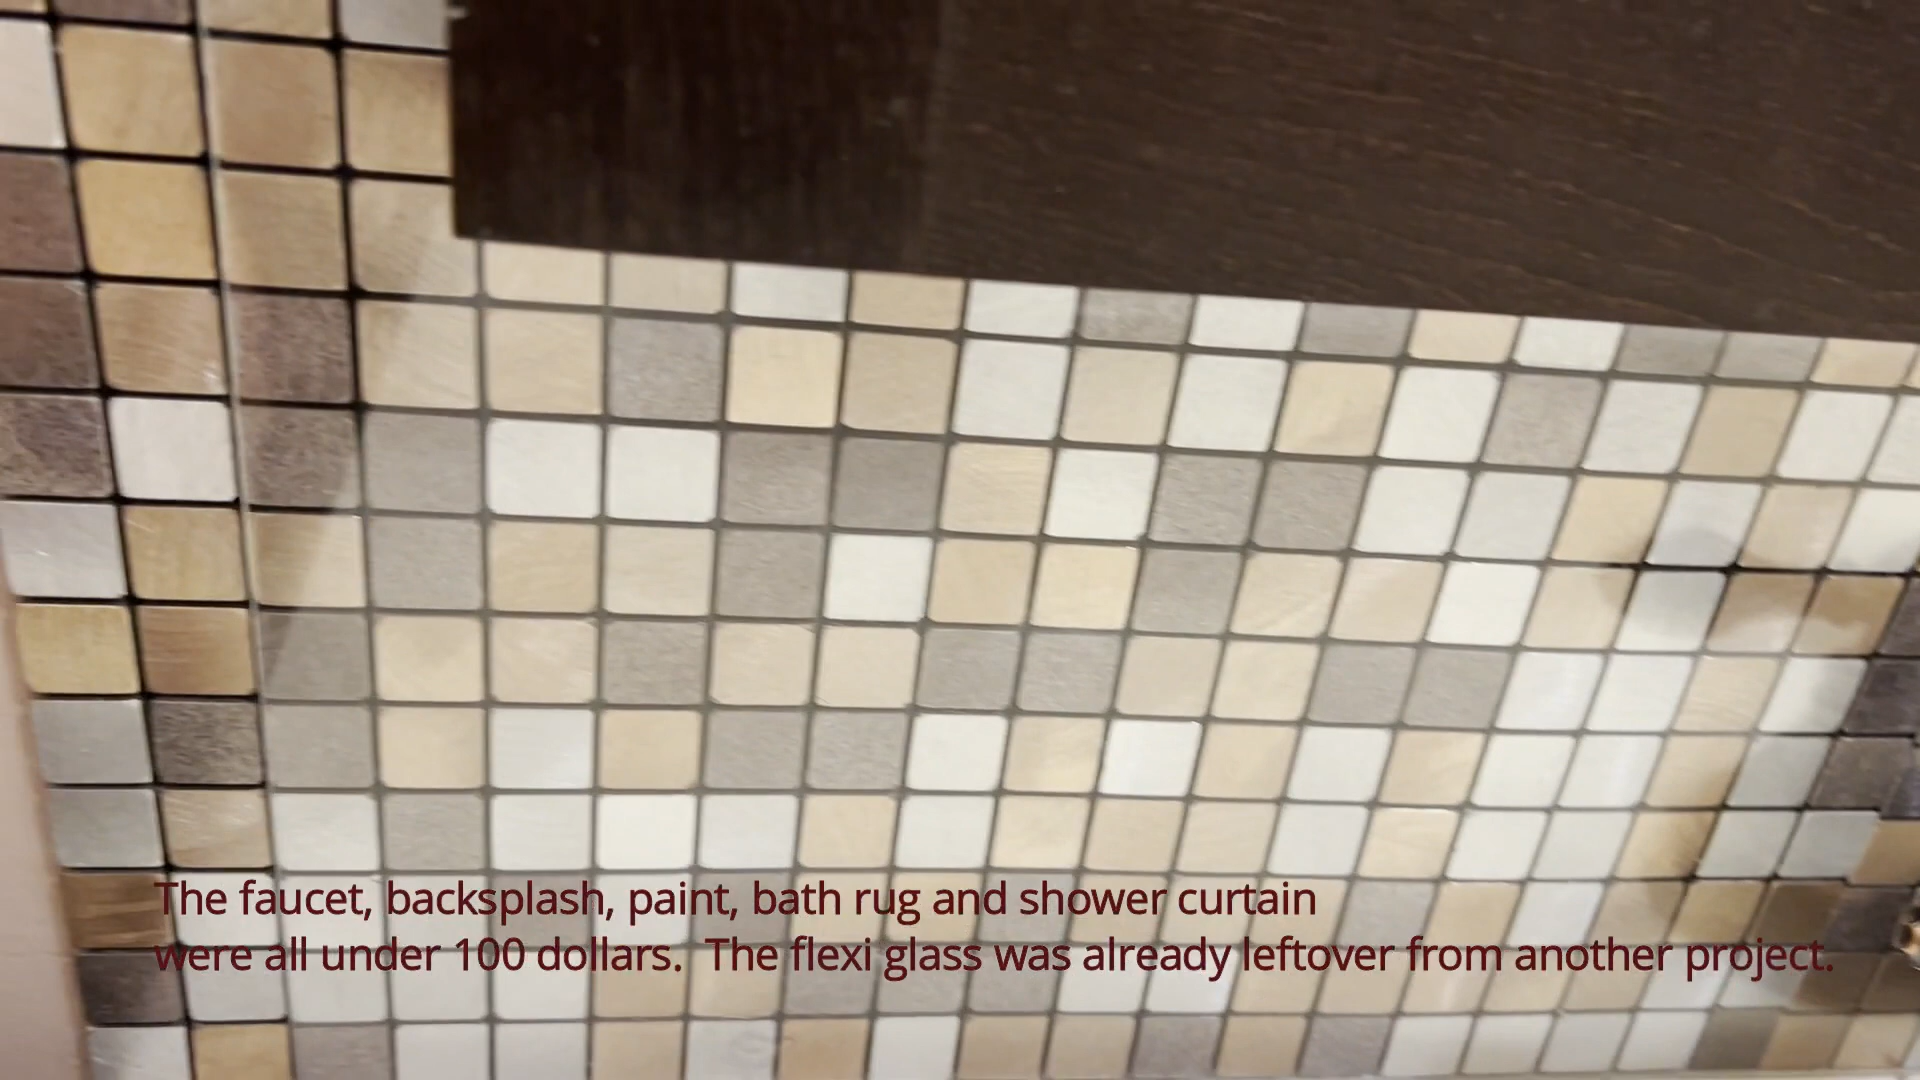 The faucet, backsplash, paint, bath rug and shower curtain
were all under 100 dollars.  The flexi glass was already leftover from another project.